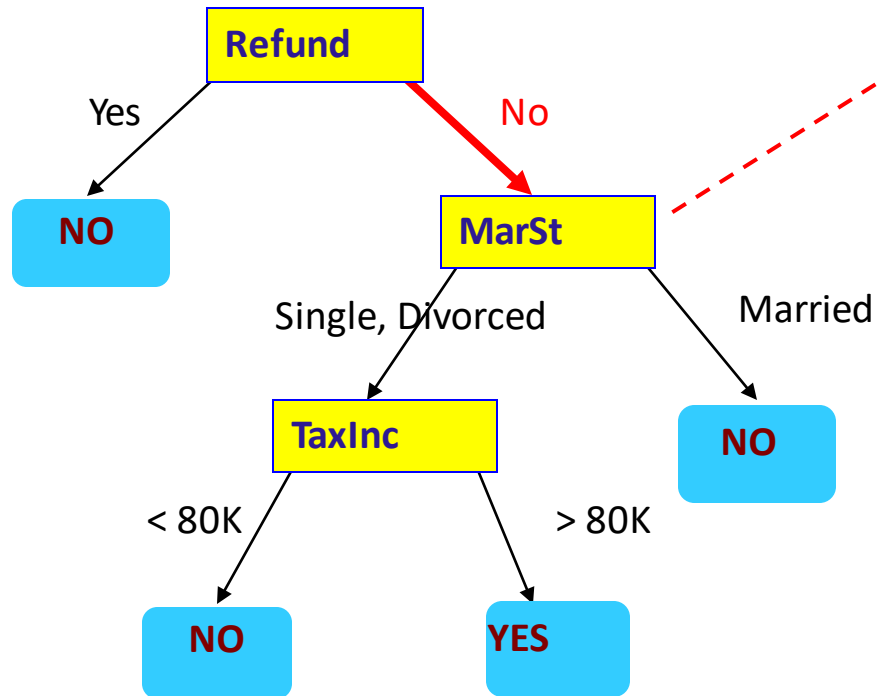 Refund
Yes
No
NO
MarSt
Single, Divorced
Married
TaxInc
NO
< 80K
> 80K
NO
YES